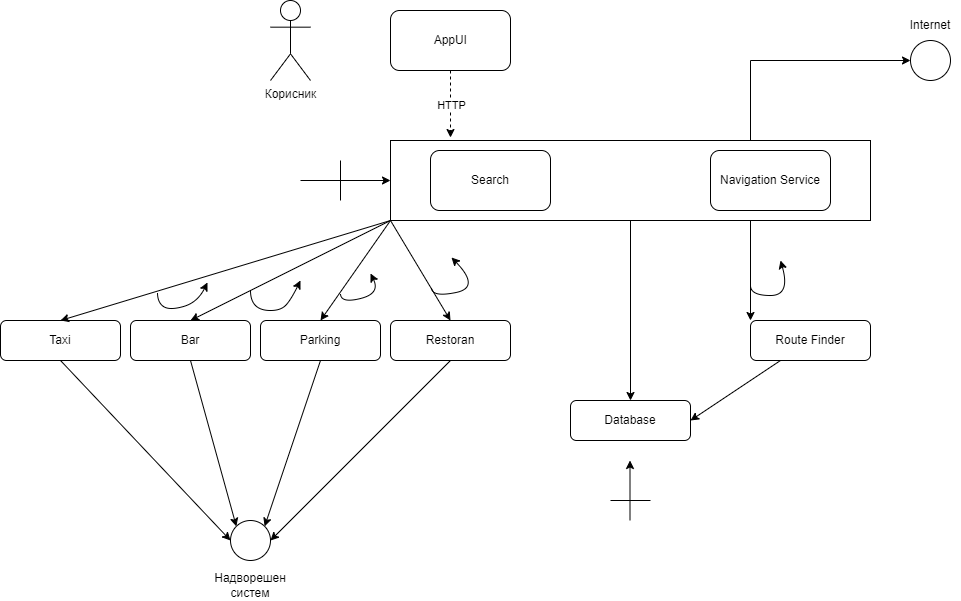 Internet
AppUI
Корисник
HTTP
Search
Navigation Service
Taxi
Bar
Parking
Restoran
Route Finder
Database
Надворешен
систем